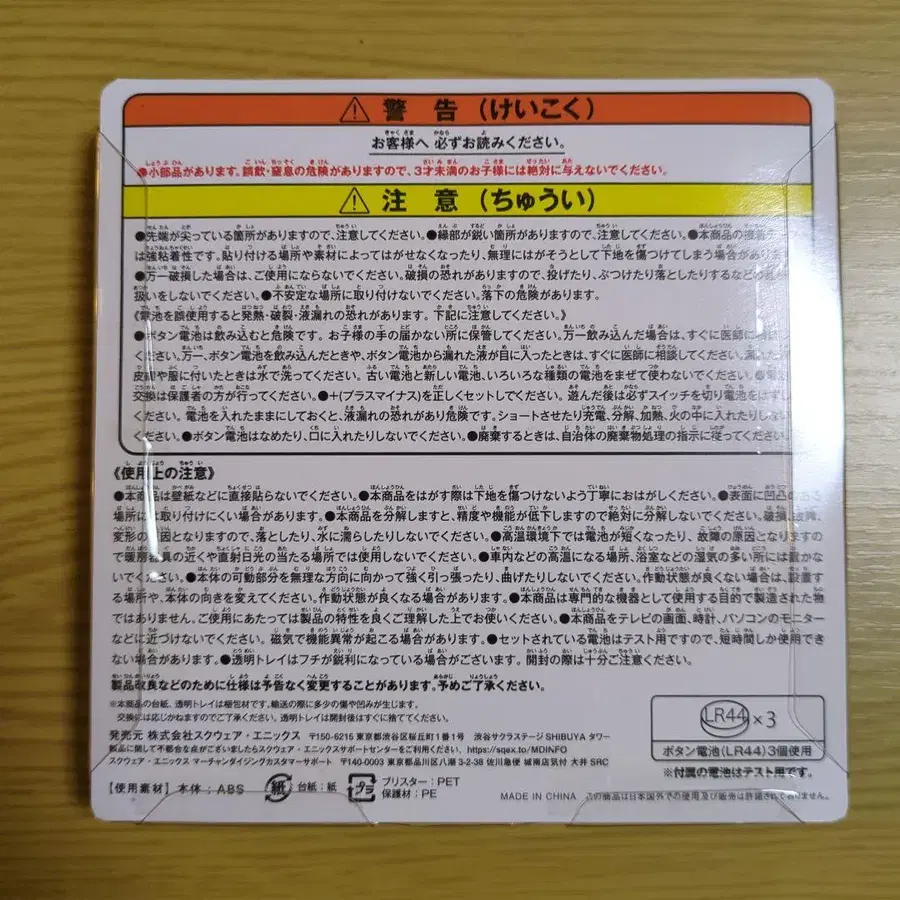 ⚠ 警告 (けいこく)
お客様へ 必ずお読みください。
●小部品があります。誤飲・窒息の危険がありますので、3才未満のお子様には絶対に与えないでください。
⚠ 注意 (ちゅうい)
●先端が尖っている箇所がありますので、注意してください。●縁部が鋭い箇所がありますので、注意してください。●本商品の接着
は強粘着性です。貼り付ける場所や素材によってはがせなくなったり、無理にはがそうとして下地を傷つけてしまう場合があります
●万一破損した場合は、ご使用にならないでください。破損の恐れがありますので、投げたり、ぶつけたり落としたりするなどの
扱いをしないでください。●不安定な場所に取り付けないでください。落下の危険があります。
《電池を誤使用すると発熱・破裂・液漏れの恐れがあります。下記に注意してください。》
●ボタン電池は飲み込むと危険です。お子様の手の届かない所に保管してください。万一飲み込んだ場合は、すぐに医師に相談
ください。万一、ボタン電池を飲み込んだときや、ボタン電池から漏れた液が目に入ったときは、すぐに医師に相談してください。漏れた
皮膚や服に付いたときは水で洗ってください。古い電池と新しい電池、いろいろな種類の電池をまぜて使わないでください。●電池
交換は保護者の方が行ってください。●+-(プラスマイナス)を正しくセットしてください。遊んだ後は必ずスイッチを切り電池をはずし
ください。電池を入れたままにしておくと、液漏れの恐れがあり危険です。ショートさせたり充電、分解、加熱、火の中に入れたりしない
ください。●ボタン電池はなめたり、口に入れたりしないでください。●廃棄するときは、自治体の廃棄物処理の指示に従ってください。
《使用上の注意》
●本商品は壁紙などに直接貼らないでください。●本商品をはがす際は下地を傷つけないよう丁寧におはがしください。●表面に凹凸のある
場所には取り付けにくい場合があります。●本商品を分解しますと、精度や機能が低下しますので絶対に分解しないでください。破損、故障、
変形の原因となりますので、落としたり、水に濡らしたりしないでください。●高温環境下では電池が短くなったり、故障の原因となりますの
で暖房器具の近くや直射日光の当たる場所では使用しないでください。●車内などの高温になる場所、浴室などの湿気の多い所には置かな
いでください。●本体の可動部分を無理な方向に向かって強く引っ張ったり、曲げたりしないでください。作動状態が良くない場合は、設置す
る場所や、本体の向きを変えてください。作動状態が良くなる場合があります。●本商品は専門的な機器として使用する目的で製造された物
ではありません。ご使用にあたっては製品の特性を良くご理解した上でお使いください。●本商品をテレビの画面、時計、パソコンのモニター
などに近づけないでください。磁気で機能異常が起こる場合があります。●セットされている電池はテスト用ですので、短時間しか使用でき
ない場合があります。●透明トレイはフチが鋭利になっている場合がございます。開封の際は十分ご注意ください。
製品改良などのために仕様は予告なく変更することがあります。予めご了承ください。
※本商品の台紙、透明トレイは梱包材です。輸送の際に多少の傷や凹みが生じます。
交換には応じかねますのでご了承ください。透明トレイは開封後はすぐに捨ててください。
発売元 株式会社スクウェア・エニックス 〒150-6215 東京都渋谷区桜丘町1番1号 渋谷サクラステージ SHIBUYA タワー
製品に関して不都合な点がございましたらスクウェア・エニックスサポートセンターをご利用ください。https://sqex.to/MDINFO
スクウェア・エニックス マーチャンダイジングカスタマーサポート 〒140-0003 東京都品川区八潮 3-2-38 佐川急便 城南店気付 大井 SRC
LR44 ×3
ボタン電池(LR44)3個使用
※付属の電池はテスト用です。
【使用素材】本体:ABS 紙 台紙:紙 プラ ブリスター:PET
保護材:PE
MADE IN CHINA この商品は日本国外での使用及び販売は許諾されておりません。